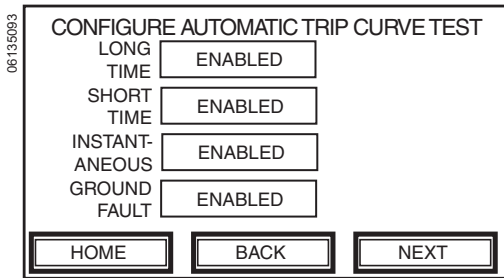 06135093
CONFIGURE AUTOMATIC TRIP CURVE TEST
LONG
TIME
ENABLED
SHORT
TIME
ENABLED
INSTANT-
ANEOUS
ENABLED
GROUND
FAULT
ENABLED
HOME
BACK
NEXT